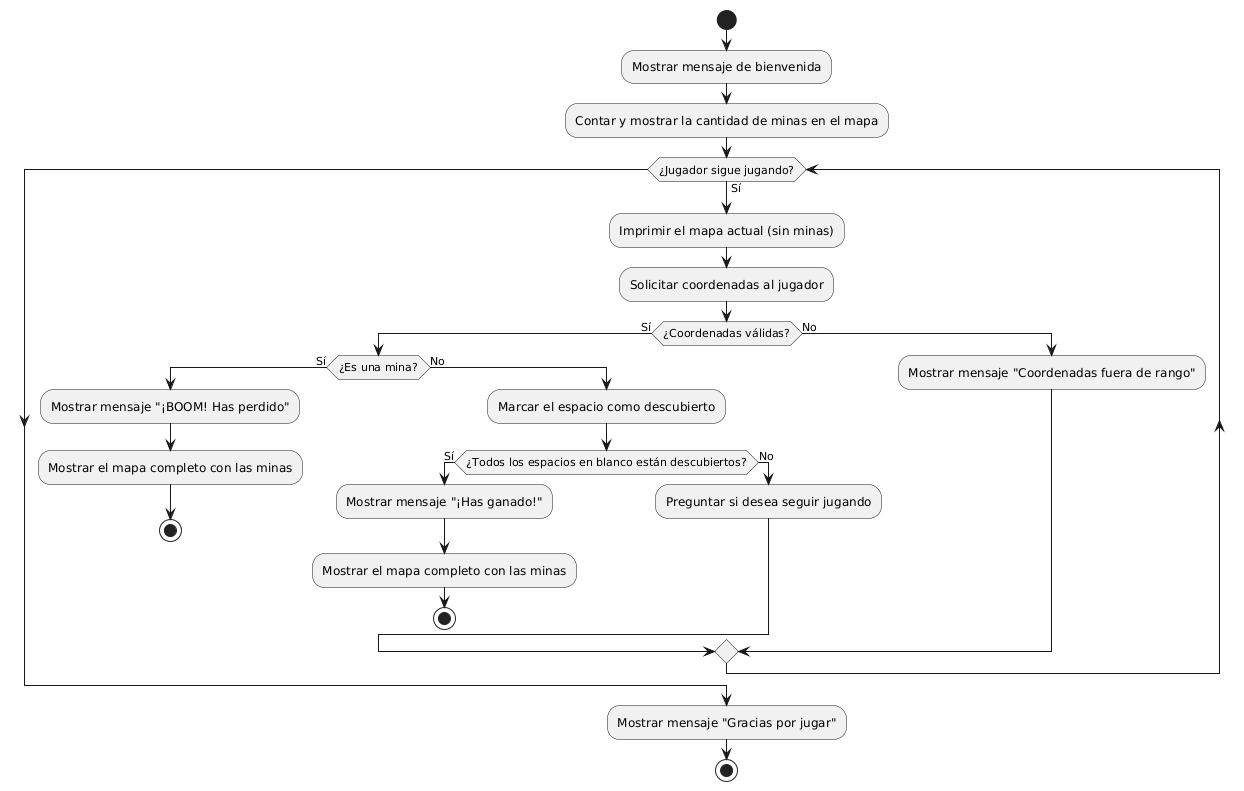 Mostrar mensaje de bienvenida
Contar y mostrar la cantidad de minas en el mapa
¿Jugador sigue jugando?
Sí
Imprimir el mapa actual (sin minas)
Solicitar coordenadas al jugador
Sí
¿Coordenadas válidas?
No
Sí
¿Es una mina?
No
Mostrar mensaje "Coordenadas fuera de rango"
Mostrar mensaje "¡BOOM! Has perdido"
Marcar el espacio como descubierto
Mostrar el mapa completo con las minas
Sí
¿Todos los espacios en blanco están descubiertos?
No
Mostrar mensaje "¡Has ganado!"
Preguntar si desea seguir jugando
Mostrar el mapa completo con las minas
Mostrar mensaje "Gracias por jugar"